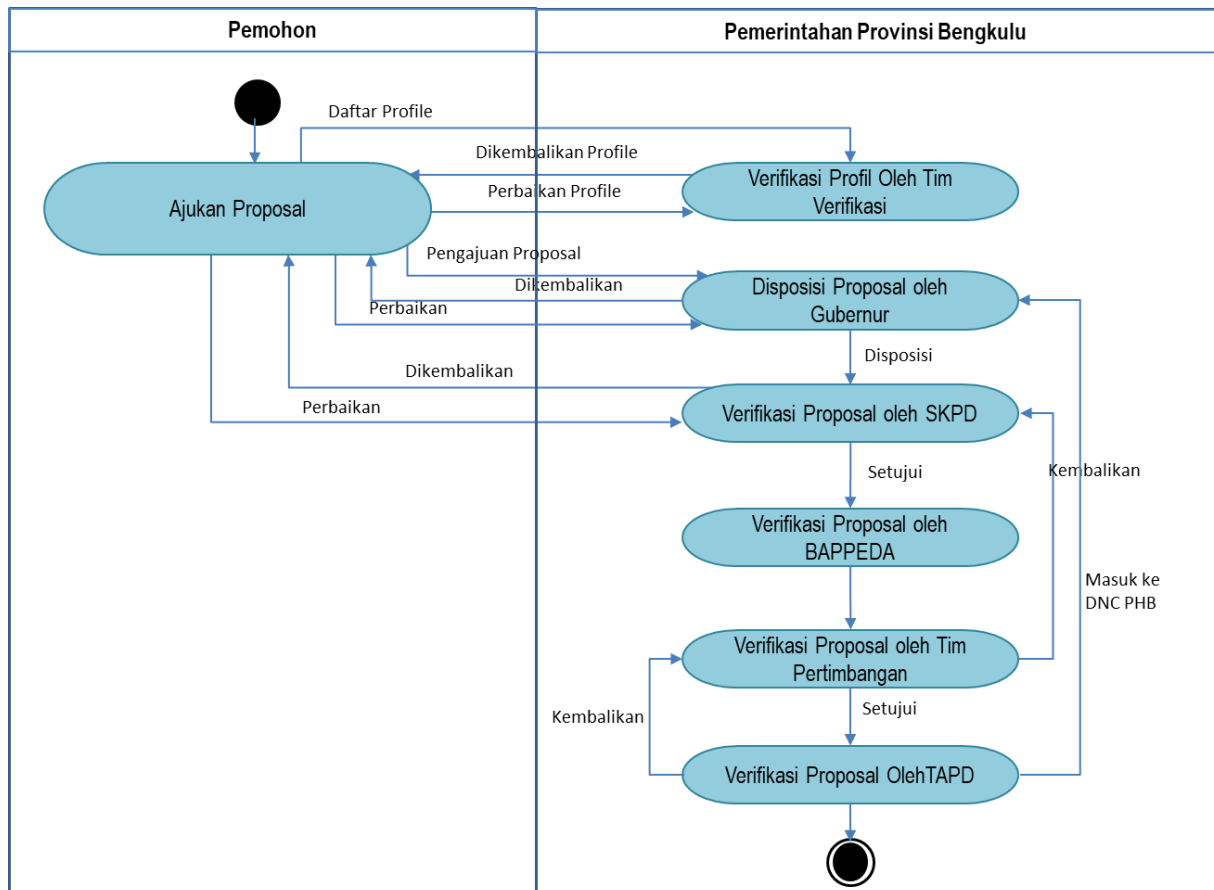 Pemohon
Pemerintahan Provinsi Bengkulu
Daftar Profile
Dikembalikan Profile
Verifikasi Profil Oleh Tim
Verifikasi
Perbaikan Profile
Ajukan Proposal
Pengajuan Proposal
Dikembalikan
Disposisi Proposal oleh
Gubernur
Perbaikan
Disposisi
Dikembalikan
Perbaikan
Verifikasi Proposal oleh SKPD
Setujui
Kembalikan
Verifikasi Proposal oleh
BAPPEDA
Masuk ke
DNC PHB
Verifikasi Proposal oleh Tim
Pertimbangan
Setujui
Kembalikan
Verifikasi Proposal OlehTAPD